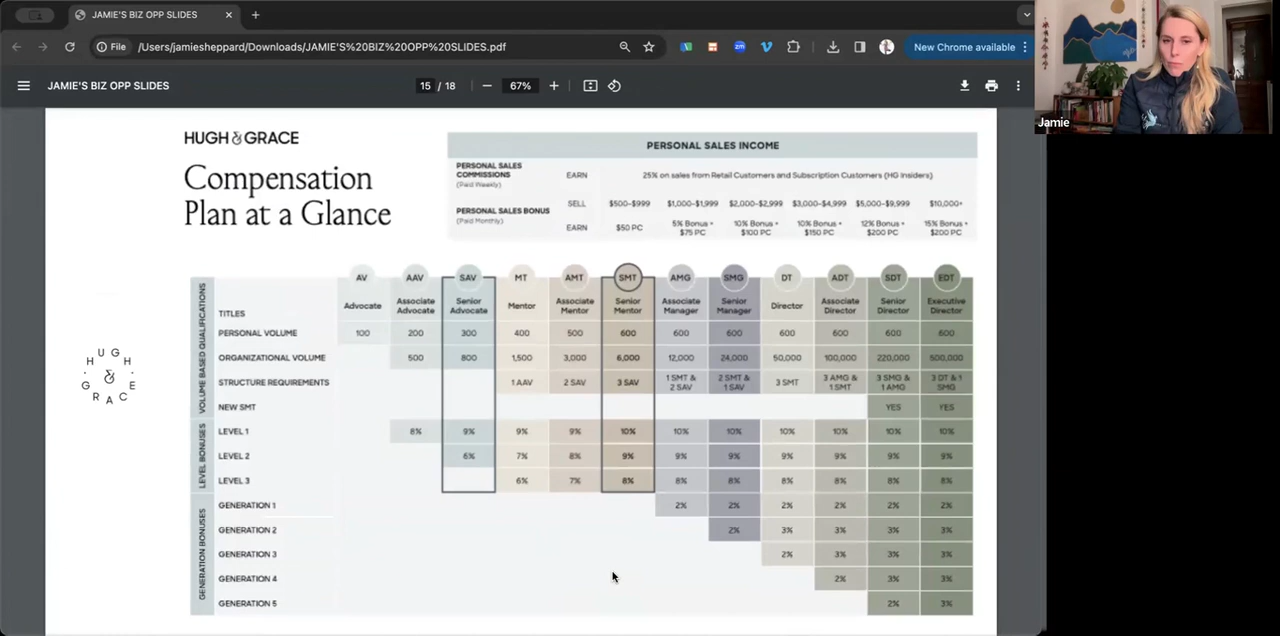 JAMIE'S BIZ OPP SLIDES
File
/Users/jamiesheppard/Downloads/JAMIE'S%20BIZ%20OPP%20SLIDES.pdf
zm
New Chrome available
JAMIE'S BIZ OPP SLIDES
15 / 18
67%
Jamie
HUGH & GRACE
Compensation
Plan at a Glance
PERSONAL SALES INCOME
PERSONAL SALES
COMMISSIONS
(Paid Weekly)
EARN
25% on sales from Retail Customers and Subscription Customers (HG Insiders)
PERSONAL SALES BONUS
(Paid Monthly)
SELL $500-$999 $1,000-$1,999 $2,000-$2,999 $3,000-$4,999 $5,000-$9,999 $10,000+
EARN $50 PC 5% Bonus + $75 PC 10% Bonus + $100 PC 10% Bonus + $150 PC 12% Bonus + $200 PC 15% Bonus + $200 PC
HUGH & GRACE
AV AAV SAV MT AMT SMT AMG SMG DT ADT SDT EDT
TITLES Advocate Associate Advocate Senior Advocate Mentor Associate Mentor Senior Mentor Associate Manager Senior Manager Director Associate Director Senior Director Executive Director
VOLUME BASED QUALIFICATIONS
PERSONAL VOLUME 100 200 300 400 500 600 600 600 600 600 600 600
ORGANIZATIONAL VOLUME 500 800 1,500 3,000 6,000 12,000 24,000 50,000 100,000 220,000 500,000
STRUCTURE REQUIREMENTS 1 AAV 2 SAV 3 SAV 1 SMT & 2 SAV 2 SMT & 1 SAV 3 SMT 3 AMG & 1 SMT 3 SMG & 1 AMG 3 DT & 1 SMG
NEW SMT YES YES
LEVEL BONUSES
LEVEL 1 8% 9% 9% 9% 10% 10% 10% 10% 10% 10% 10%
LEVEL 2 6% 7% 8% 9% 9% 9% 9% 9% 9% 9%
LEVEL 3 6% 7% 8% 8% 8% 8% 8% 8% 8%
GENERATION BONUSES
GENERATION 1 2% 2% 2% 2% 2% 2%
GENERATION 2 2% 3% 3% 3% 3%
GENERATION 3 2% 3% 3% 3%
GENERATION 4 2% 3% 3%
GENERATION 5 2% 3%